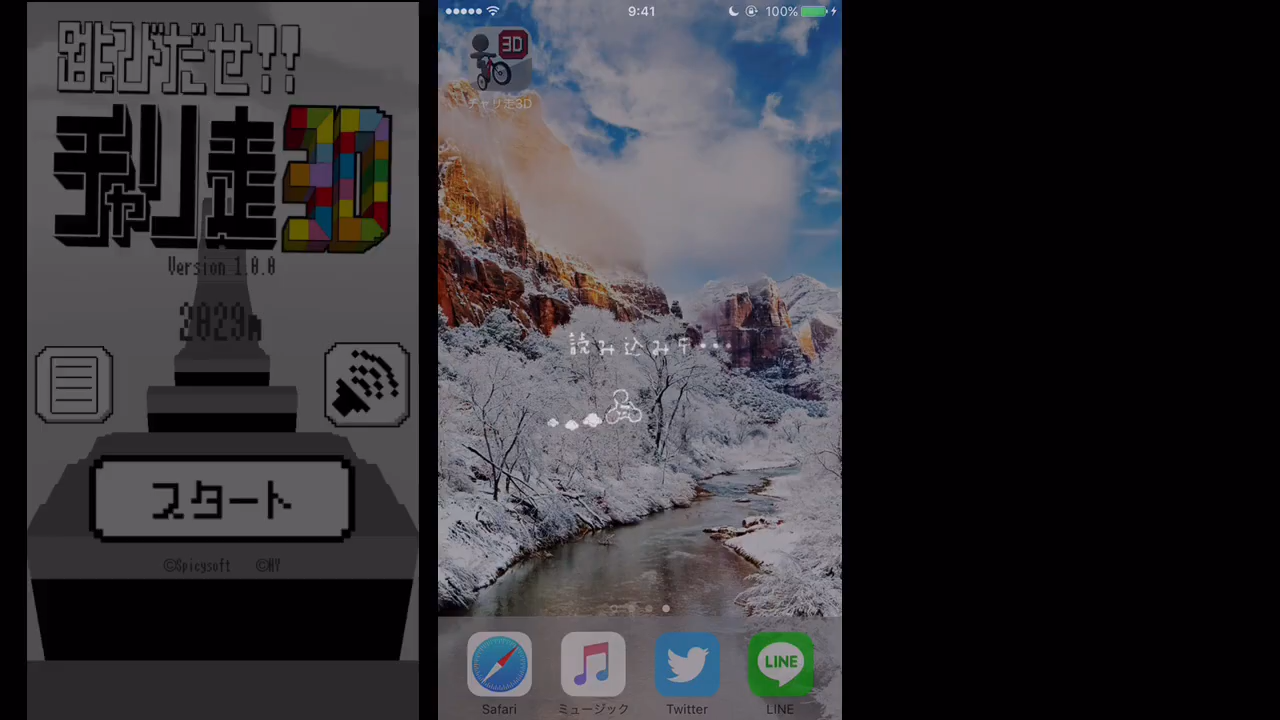 跳びだせ!!
チャリ走3D
Version 1.0.0
2829m
スタート
©Spicysoft ©HY
9:41
100%
3D
チャリ走3D
読み込み中・・・
Safari
ミュージック
Twitter
LINE
LINE